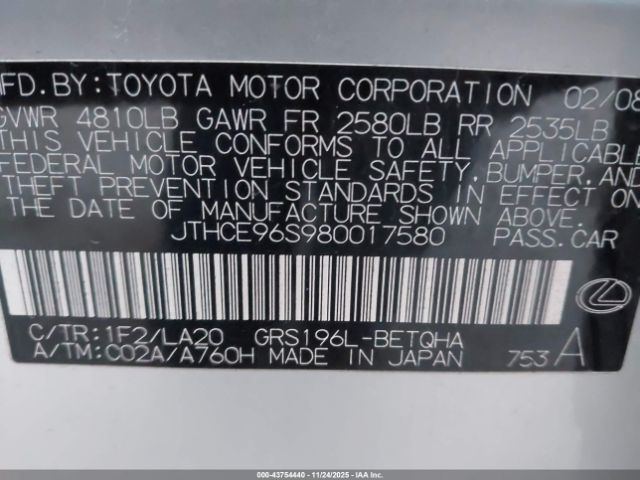 MFD. BY: TOYOTA MOTOR CORPORATION 02/08
GVWR 4810LB GAWR FR 2580LB RR 2535LB
THIS VEHICLE CONFORMS TO ALL APPLICABLE
FEDERAL MOTOR VEHICLE SAFETY, BUMPER, AND
THEFT PREVENTION STANDARDS IN EFFECT ON
THE DATE OF MANUFACTURE SHOWN ABOVE.
JTHCE96S980017580 PASS. CAR
C/TR: 1F2/LA20 GRS196L-BETQHA
A/TM: C02A/A760H MADE IN JAPAN 753 A
000-43754440 - 11/24/2025 - IAAI.COM